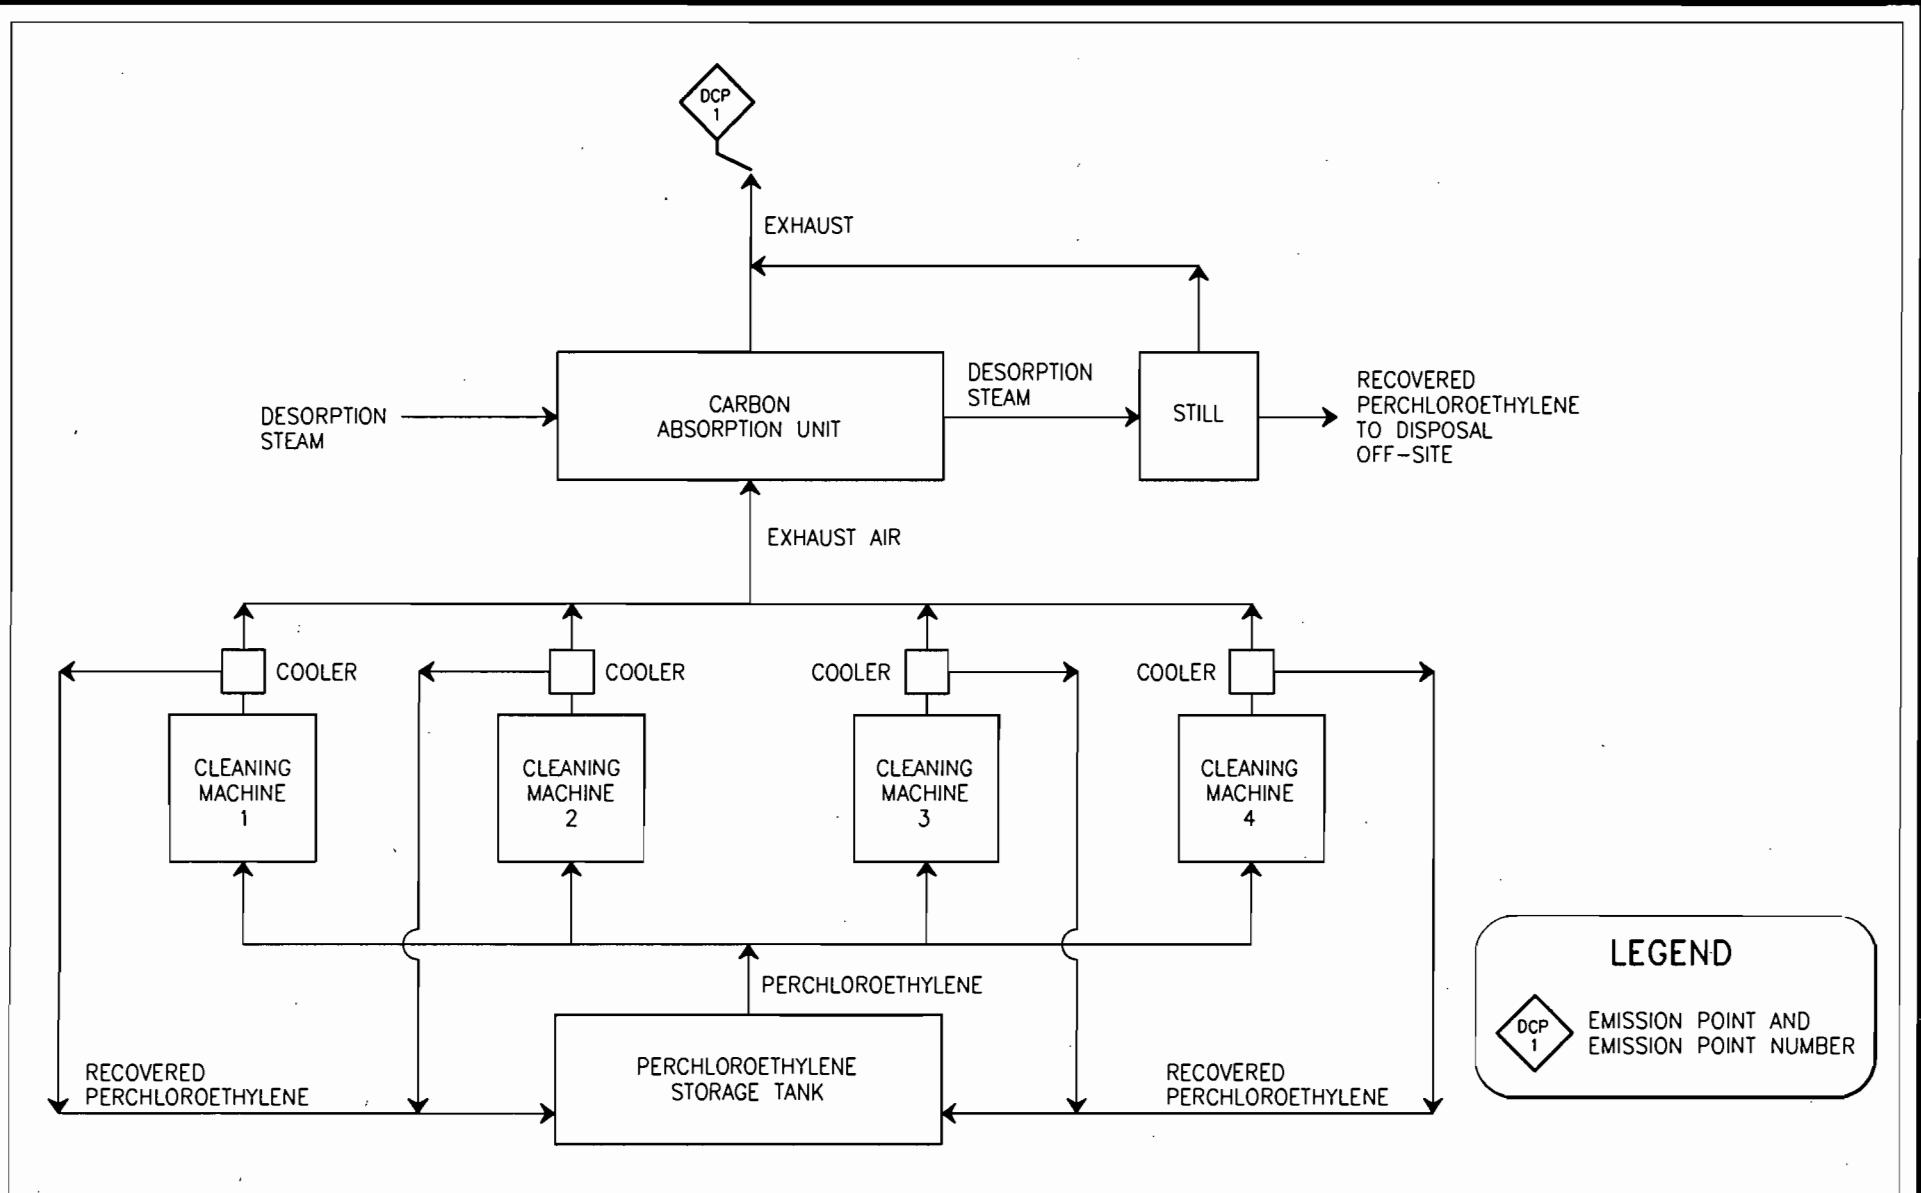 DCP
1
EXHAUST
DESORPTION
STEAM
CARBON
ABSORPTION UNIT
DESORPTION
STEAM
STILL
RECOVERED
PERCHLOROETHYLENE
TO DISPOSAL
OFF-SITE
EXHAUST AIR
COOLER
COOLER
COOLER
COOLER
CLEANING
MACHINE
1
CLEANING
MACHINE
2
CLEANING
MACHINE
3
CLEANING
MACHINE
4
PERCHLOROETHYLENE
RECOVERED
PERCHLOROETHYLENE
PERCHLOROETHYLENE
STORAGE TANK
RECOVERED
PERCHLOROETHYLENE
LEGEND
DCP
1
EMISSION POINT AND
EMISSION POINT NUMBER